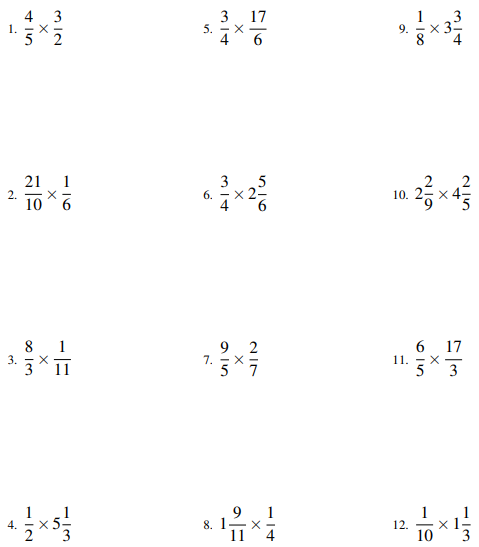 1. 4/5 × 3/2
2. 21/10 × 1/6
3. 8/3 × 1/11
4. 1/2 × 5 1/3
5. 3/4 × 17/6
6. 3/4 × 2 5/6
7. 9/5 × 2/7
8. 1 9/11 × 1/4
9. 1/8 × 3 3/4
10. 2 2/9 × 4 2/5
11. 6/5 × 17/3
12. 1/10 × 1 1/3